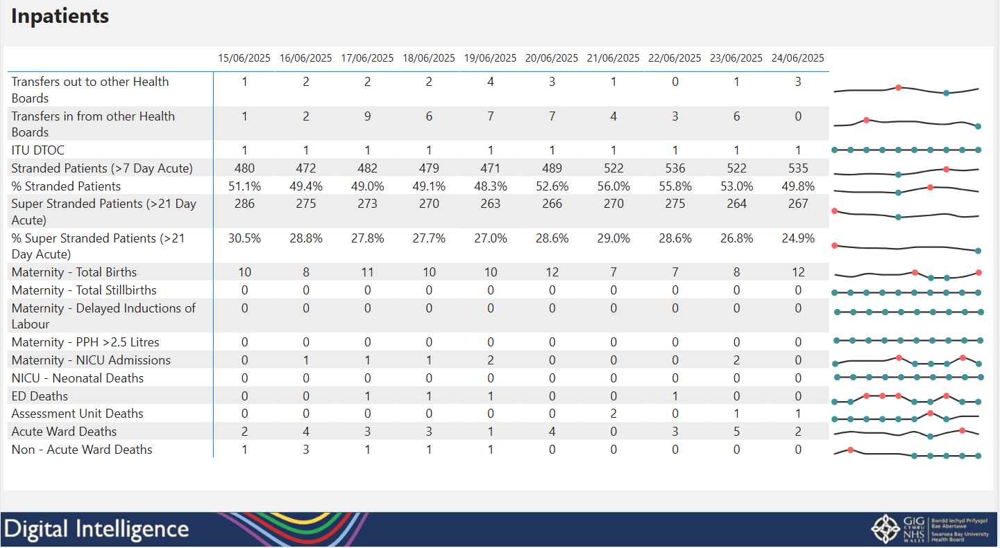 Inpatients
15/06/2025 16/06/2025 17/06/2025 18/06/2025 19/06/2025 20/06/2025 21/06/2025 22/06/2025 23/06/2025 24/06/2025
Transfers out to other Health 1 2 2 2 4 3 1 0 1 3
Boards
Transfers in from other Health 1 2 9 6 7 7 4 3 6 0
Boards
ITU DTOC 1 1 1 1 1 1 1 1 1 1
Stranded Patients (>7 Day Acute) 480 472 482 479 471 489 522 536 522 535
% Stranded Patients 51.1% 49.4% 49.0% 49.1% 48.3% 52.6% 56.0% 55.8% 53.0% 49.8%
Super Stranded Patients (>21 Day 286 275 273 270 263 266 270 275 264 267
Acute)
% Super Stranded Patients (>21 30.5% 28.8% 27.8% 27.7% 27.0% 28.6% 29.0% 28.6% 26.8% 24.9%
Day Acute)
Maternity - Total Births 10 8 11 10 10 12 7 7 8 12
Maternity - Total Stillbirths 0 0 0 0 0 0 0 0 0 0
Maternity - Delayed Inductions of 0 0 0 0 0 0 0 0 0 0
Labour
Maternity - PPH >2.5 Litres 0 0 0 0 0 0 0 0 0 0
Maternity - NICU Admissions 0 1 1 1 2 0 0 0 2 0
NICU - Neonatal Deaths 0 0 0 0 0 0 0 0 0 0
ED Deaths 0 0 1 1 1 0 0 1 0 0
Assessment Unit Deaths 0 0 0 0 0 0 2 0 1 1
Acute Ward Deaths 2 4 3 3 1 4 0 3 5 2
Non - Acute Ward Deaths 1 3 1 1 1 0 0 0 0 0
Digital Intelligence
GIG
CYMRU
NHS
WALES
Bwrdd Iechyd Prifysgol
Bae Abertawe
Swansea Bay University
Health Board